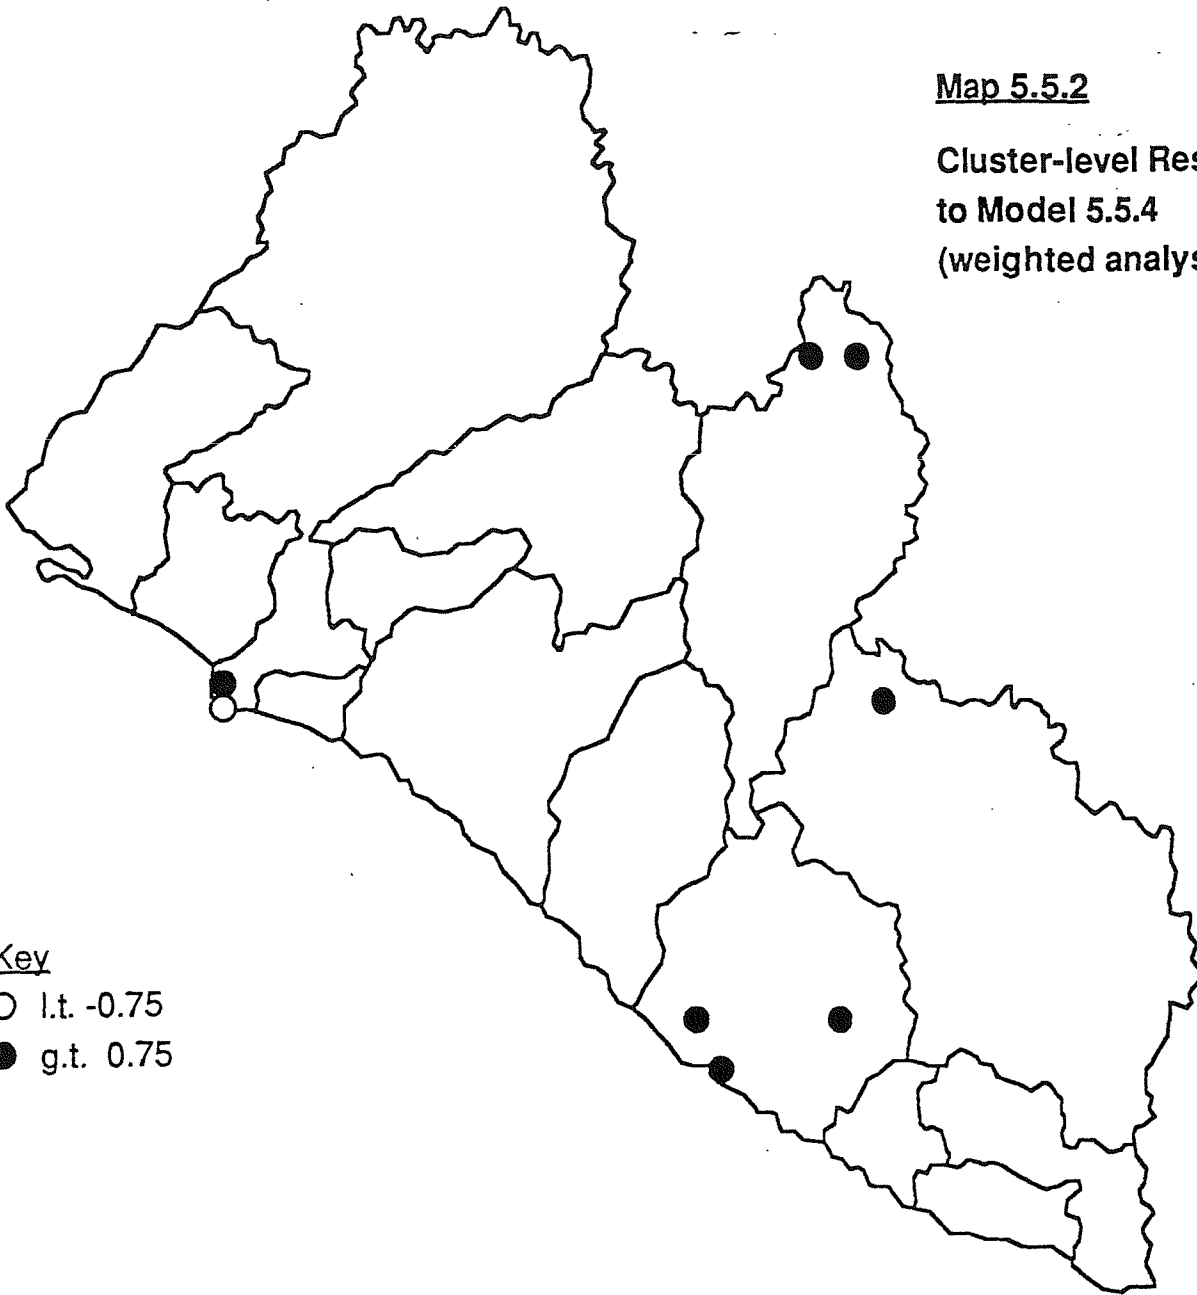 Map 5.5.2
Cluster-level Res
to Model 5.5.4
(weighted analys
Key
l.t. -0.75
g.t. 0.75